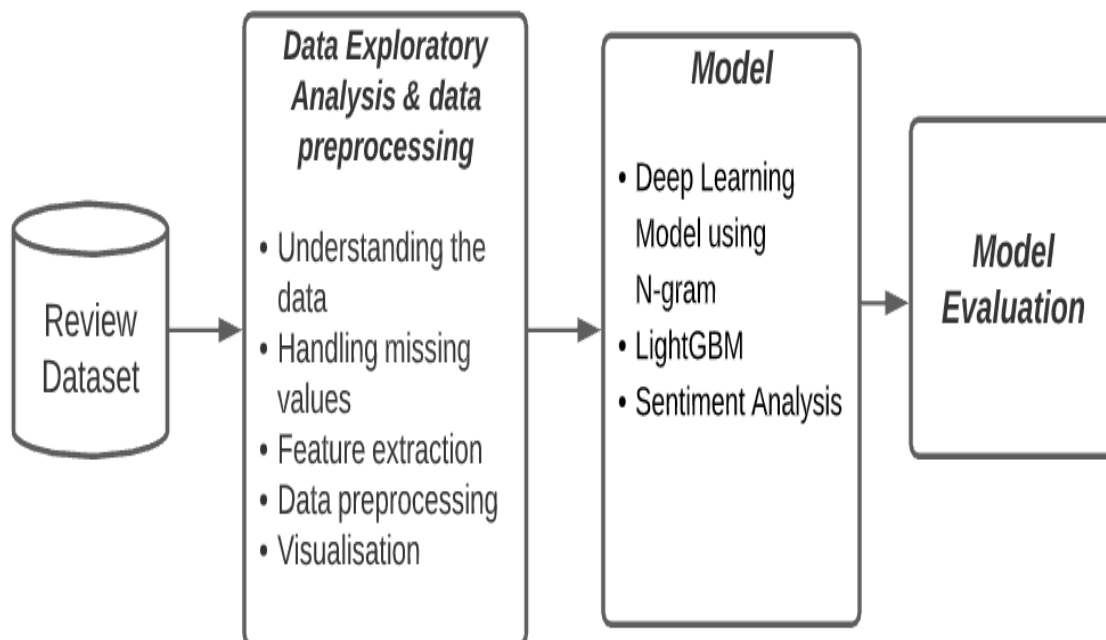 Review
Dataset
Data Exploratory
Analysis & data
preprocessing
• Understanding the
data
• Handling missing
values
• Feature extraction
• Data preprocessing
• Visualisation
Model
• Deep Learning
Model using
N-gram
• LightGBM
• Sentiment Analysis
Model
Evaluation